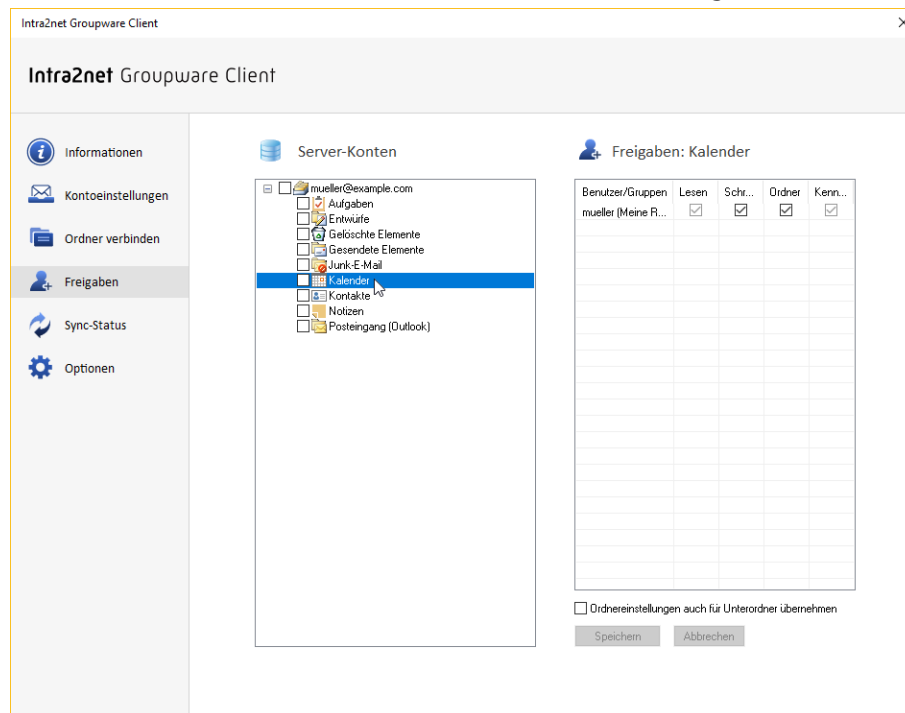 Intra2net Groupware Client
Intra2net Groupware Client
Informationen
Kontoeinstellungen
Ordner verbinden
Freigaben
Sync-Status
Optionen
Server-Konten
mueller@example.com
Aufgaben
Entwürfe
Gelöschte Elemente
Gesendete Elemente
Junk-E-Mail
Kalender
Kontakte
Notizen
Posteingang (Outlook)
Freigaben: Kalender
Benutzer/Gruppen Lesen Schr... Ordner Kenn...
mueller (Meine R...
Ordnereinstellungen auch für Unterordner übernehmen
Speichern Abbrechen